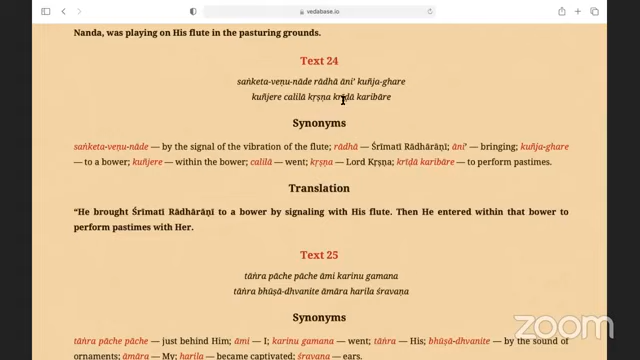 vedabase.io
Nanda, was playing on His flute in the pasturing grounds.
Text 24
saṅketa-veṇu-nāde rādhā āni' kuñja-ghare
kuñjere calilā kṛṣṇa krīḍā karibāre
Synonyms
saṅketa-veṇu-nāde — by the signal of the vibration of the flute; rādhā — Śrīmatī Rādhārāṇī; āni' — bringing; kuñja-ghare
— to a bower; kuñjere — within the bower; calilā — went; kṛṣṇa — Lord Kṛṣṇa; krīḍā karibāre — to perform pastimes.
Translation
“He brought Śrīmatī Rādhārāṇī to a bower by signaling with His flute. Then He entered within that bower to
perform pastimes with Her.
Text 25
tāṅra pāche pāche āmi karinu gamana
tāṅra bhūṣā-dhvanite āmāra harila śravaṇa
Synonyms
tāṅra pāche pāche — just behind Him; āmi — I; karinu gamana — went; tāṅra — His; bhūṣā-dhvanite — by the sound of
ornaments; āmāra — My; harila — became captivated; śravaṇa — ears.
zoom